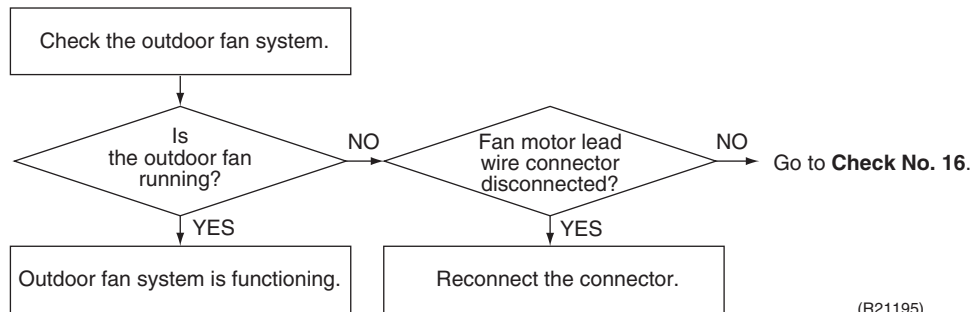 Check the outdoor fan system.
Is
the outdoor fan
running?
NO
Fan motor lead
wire connector
disconnected?
NO
Go to Check No. 16.
YES
YES
Outdoor fan system is functioning.
Reconnect the connector.
(R21195)